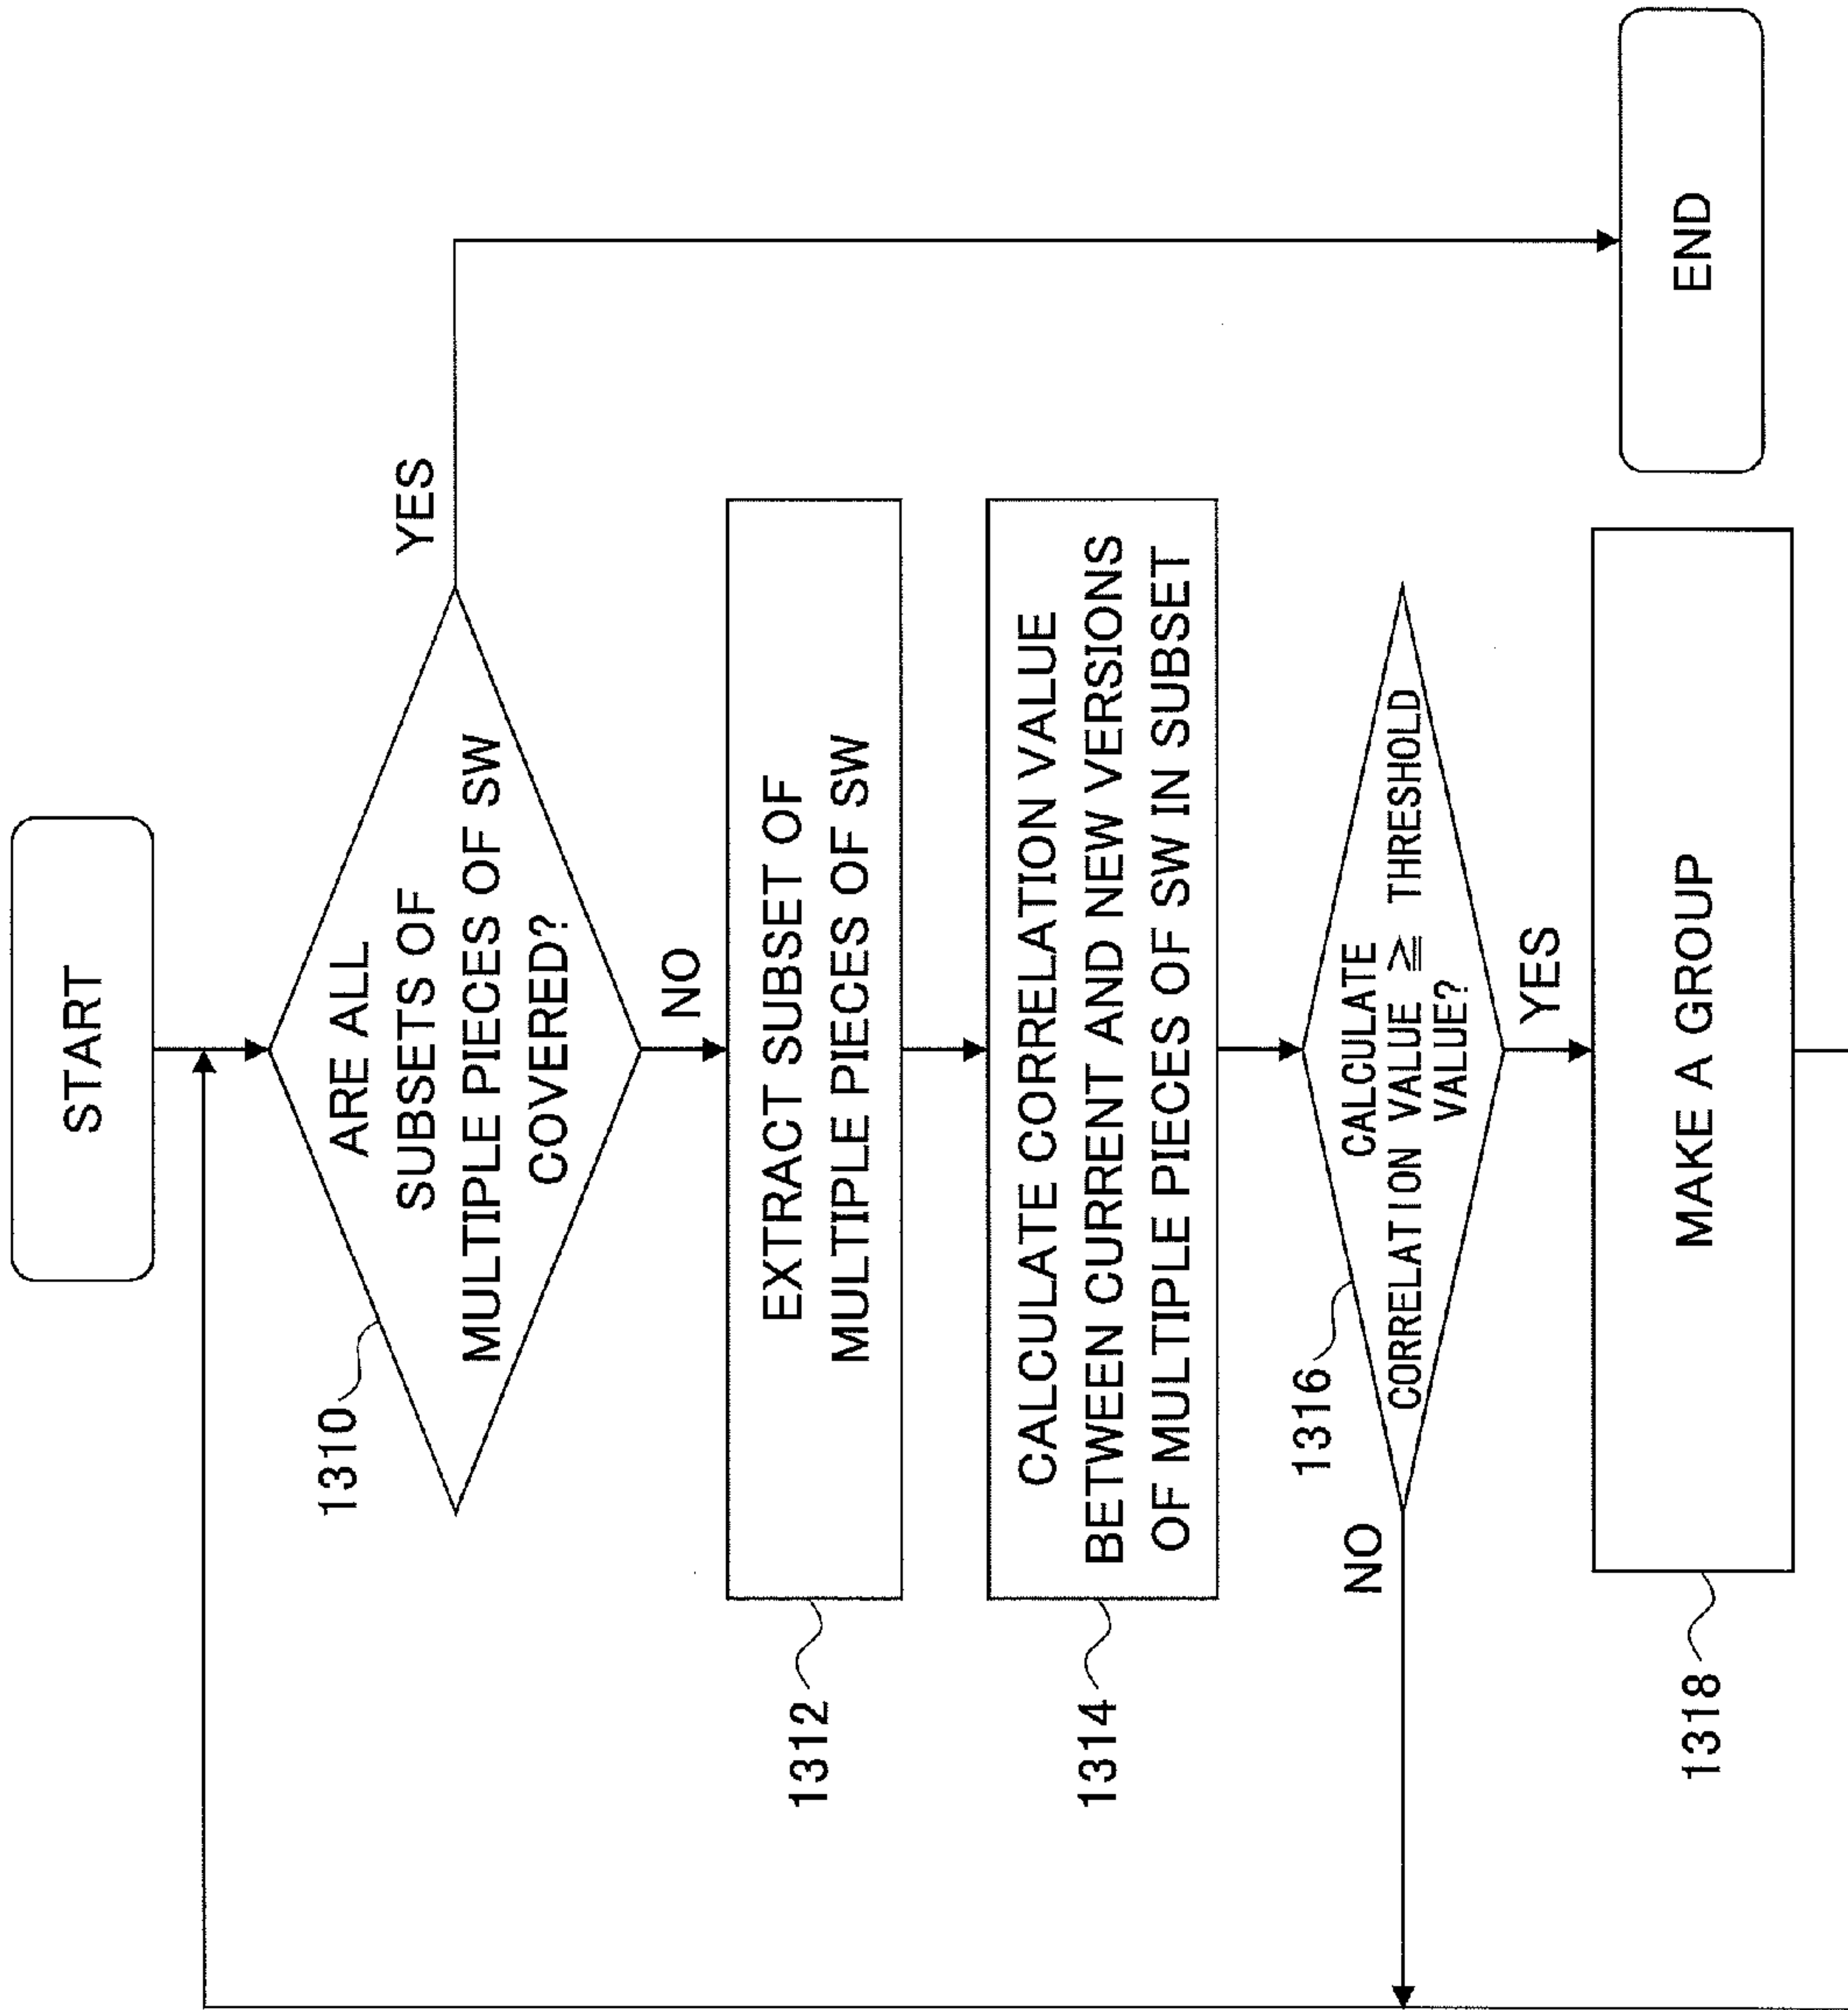 START
1310
ARE ALL
SUBSETS OF
MULTIPLE PIECES OF SW
COVERED?
YES
NO
1312
EXTRACT SUBSET OF
MULTIPLE PIECES OF SW
1314
CALCULATE CORRELATION VALUE
BETWEEN CURRENT AND NEW VERSIONS
OF MULTIPLE PIECES OF SW IN SUBSET
1316
CALCULATE
CORRELATION VALUE ≧ THRESHOLD
VALUE?
NO
YES
1318
MAKE A GROUP
END